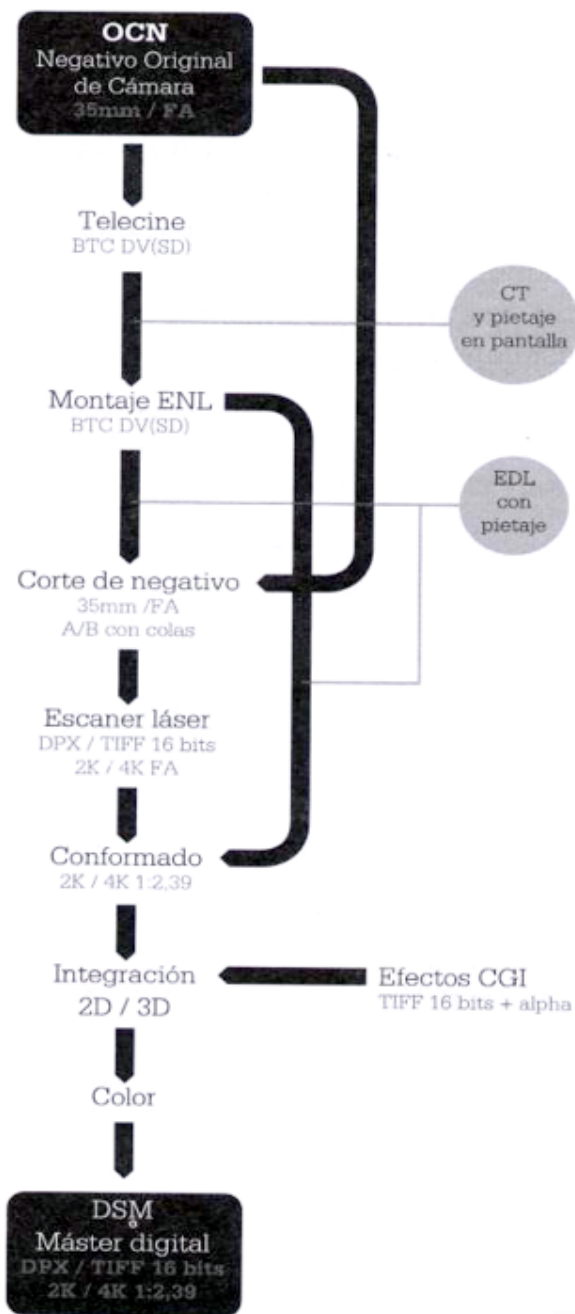 OCN
Negativo Original
de Cámara
35mm / FA
Telecine
BTC DV(SD)
CT
y pietaje
en pantalla
Montaje ENL
BTC DV(SD)
EDL
con
pietaje
Corte de negativo
35mm /FA
A/B con colas
Escaner láser
DPX / TIFF 16 bits
2K / 4K FA
Conformado
2K / 4K 1:2,39
Integración
2D / 3D
Efectos CGI
TIFF 16 bits + alpha
Color
DSM
o
Máster digital
DPX / TIFF 16 bits
2K / 4K 1:2,39